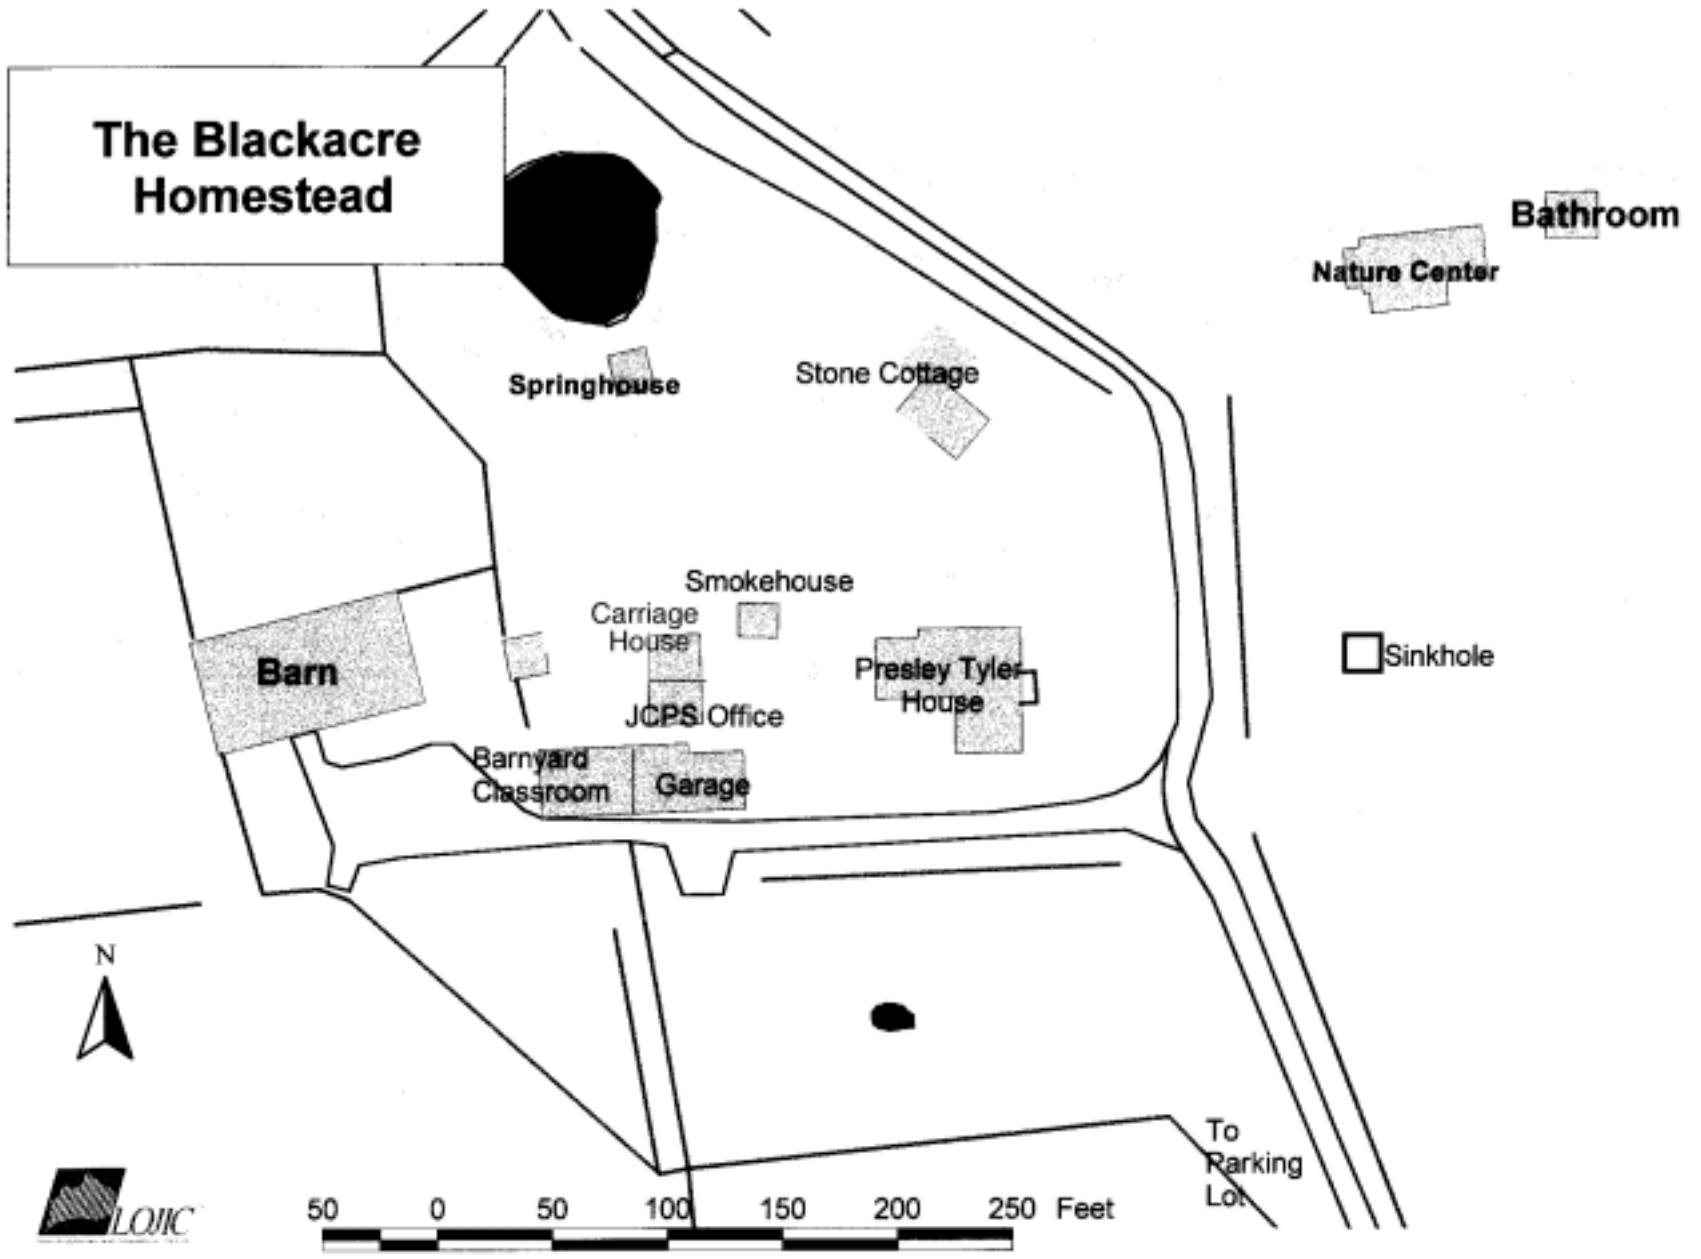 The Blackacre
Homestead
Bathroom
Nature Center
Stone Cottage
Springhouse
Smokehouse
Carriage
House
Barn
Presley Tyler
House
Sinkhole
JCPS Office
Barnyard
Classroom
Garage
N
To
Parking
Lot
LOJIC
50 0 50 100 150 200 250 Feet